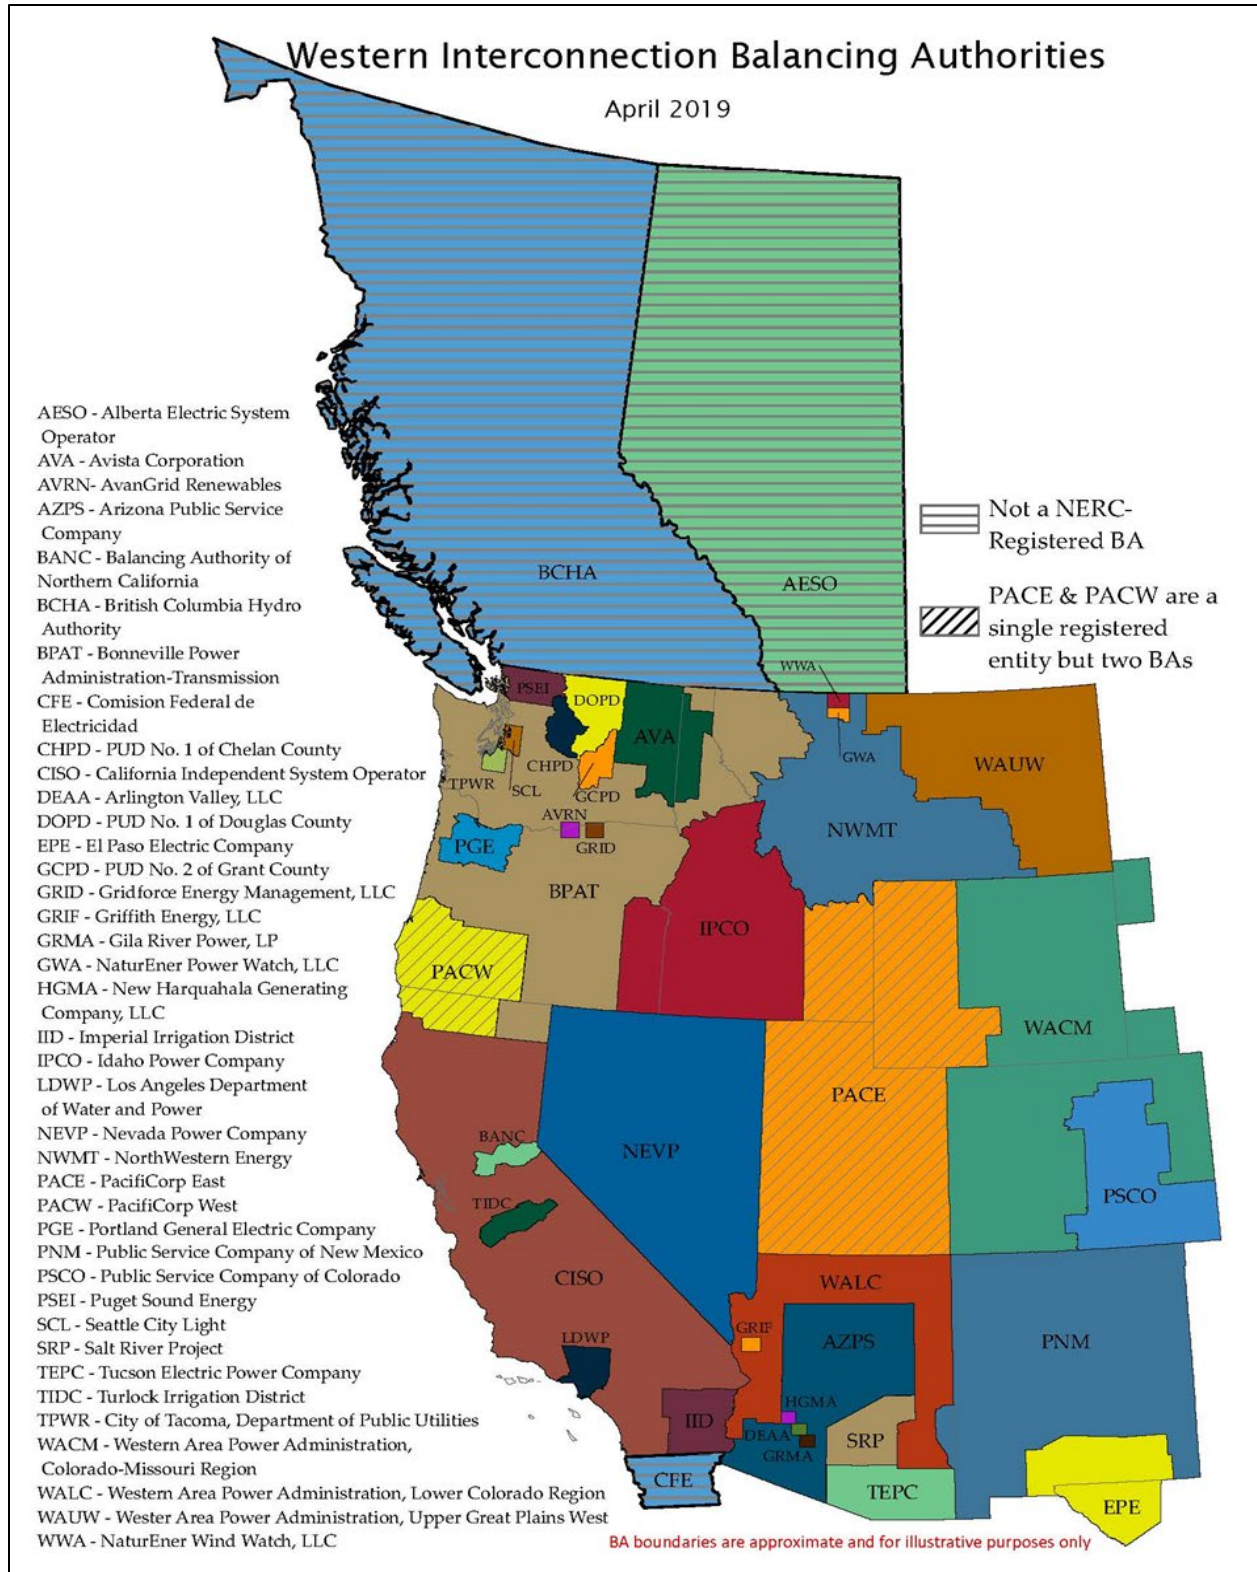 Western Interconnection Balancing Authorities
April 2019
AESO - Alberta Electric System
Operator
AVA - Avista Corporation
AVRN- AvanGrid Renewables
AZPS - Arizona Public Service
Company
BANC - Balancing Authority of
Northern California
BCHA - British Columbia Hydro
Authority
BPAT - Bonneville Power
Administration-Transmission
CFE - Comision Federal de
Electricidad
CHPD - PUD No. 1 of Chelan County
CISO - California Independent System Operator
DEAA - Arlington Valley, LLC
DOPD - PUD No. 1 of Douglas County
EPE - El Paso Electric Company
GCPD - PUD No. 2 of Grant County
GRID - Gridforce Energy Management, LLC
GRIF - Griffith Energy, LLC
GRMA - Gila River Power, LP
GWA - NaturEner Power Watch, LLC
HGMA - New Harquahala Generating
Company, LLC
IID - Imperial Irrigation District
IPCO - Idaho Power Company
LDWP - Los Angeles Department
of Water and Power
NEVP - Nevada Power Company
NWMT - NorthWestern Energy
PACE - PacifiCorp East
PACW - PacifiCorp West
PGE - Portland General Electric Company
PNM - Public Service Company of New Mexico
PSCO - Public Service Company of Colorado
PSEI - Puget Sound Energy
SCL - Seattle City Light
SRP - Salt River Project
TEPC - Tucson Electric Power Company
TIDC - Turlock Irrigation District
TPWR - City of Tacoma, Department of Public Utilities
WACM - Western Area Power Administration,
Colorado-Missouri Region
WALC - Western Area Power Administration, Lower Colorado Region
WAUW - Wester Area Power Administration, Upper Great Plains West
WWA - NaturEner Wind Watch, LLC
Not a NERC-
Registered BA
PACE & PACW are a
single registered
entity but two BAs
BCHA
AESO
WWA
PSEI
DOPD
AVA
GWA
WAUW
CHPD
TPWR
SCL
GCPD
AVRN
GRID
NWMT
PGE
BPAT
IPCO
PACW
WACM
PACE
BANC
NEVP
TIDC
PSCO
CISO
WALC
LDWP
GRIF
AZPS
PNM
HGMA
IID
DEAA
GRMA
SRP
CFE
TEPC
EPE
BA boundaries are approximate and for illustrative purposes only